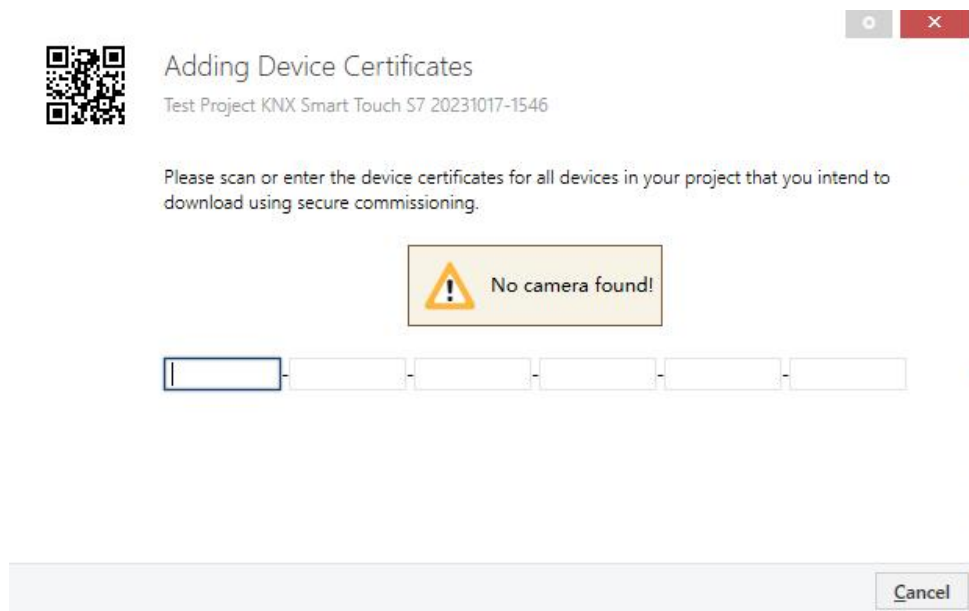 Adding Device Certificates
Test Project KNX Smart Touch S7 20231017-1546
Please scan or enter the device certificates for all devices in your project that you intend to
download using secure commissioning.
No camera found!
- - - - -
Cancel